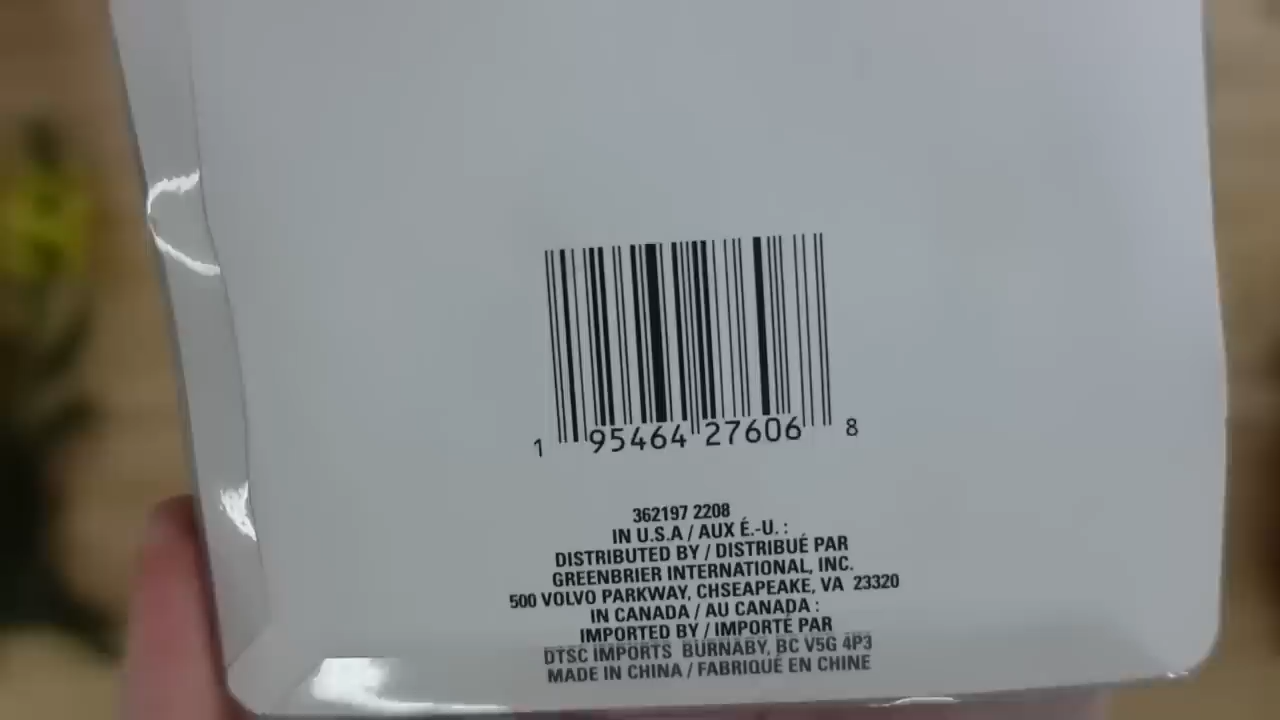 1 95464 27606 8
362197 2208
IN U.S.A / AUX É.-U. :
DISTRIBUTED BY / DISTRIBUÉ PAR
GREENBRIER INTERNATIONAL, INC.
500 VOLVO PARKWAY, CHSEAPEAKE, VA 23320
IN CANADA / AU CANADA :
IMPORTED BY / IMPORTÉ PAR
DTSC IMPORTS BURNABY, BC V5G 4P3
MADE IN CHINA / FABRIQUÉ EN CHINE